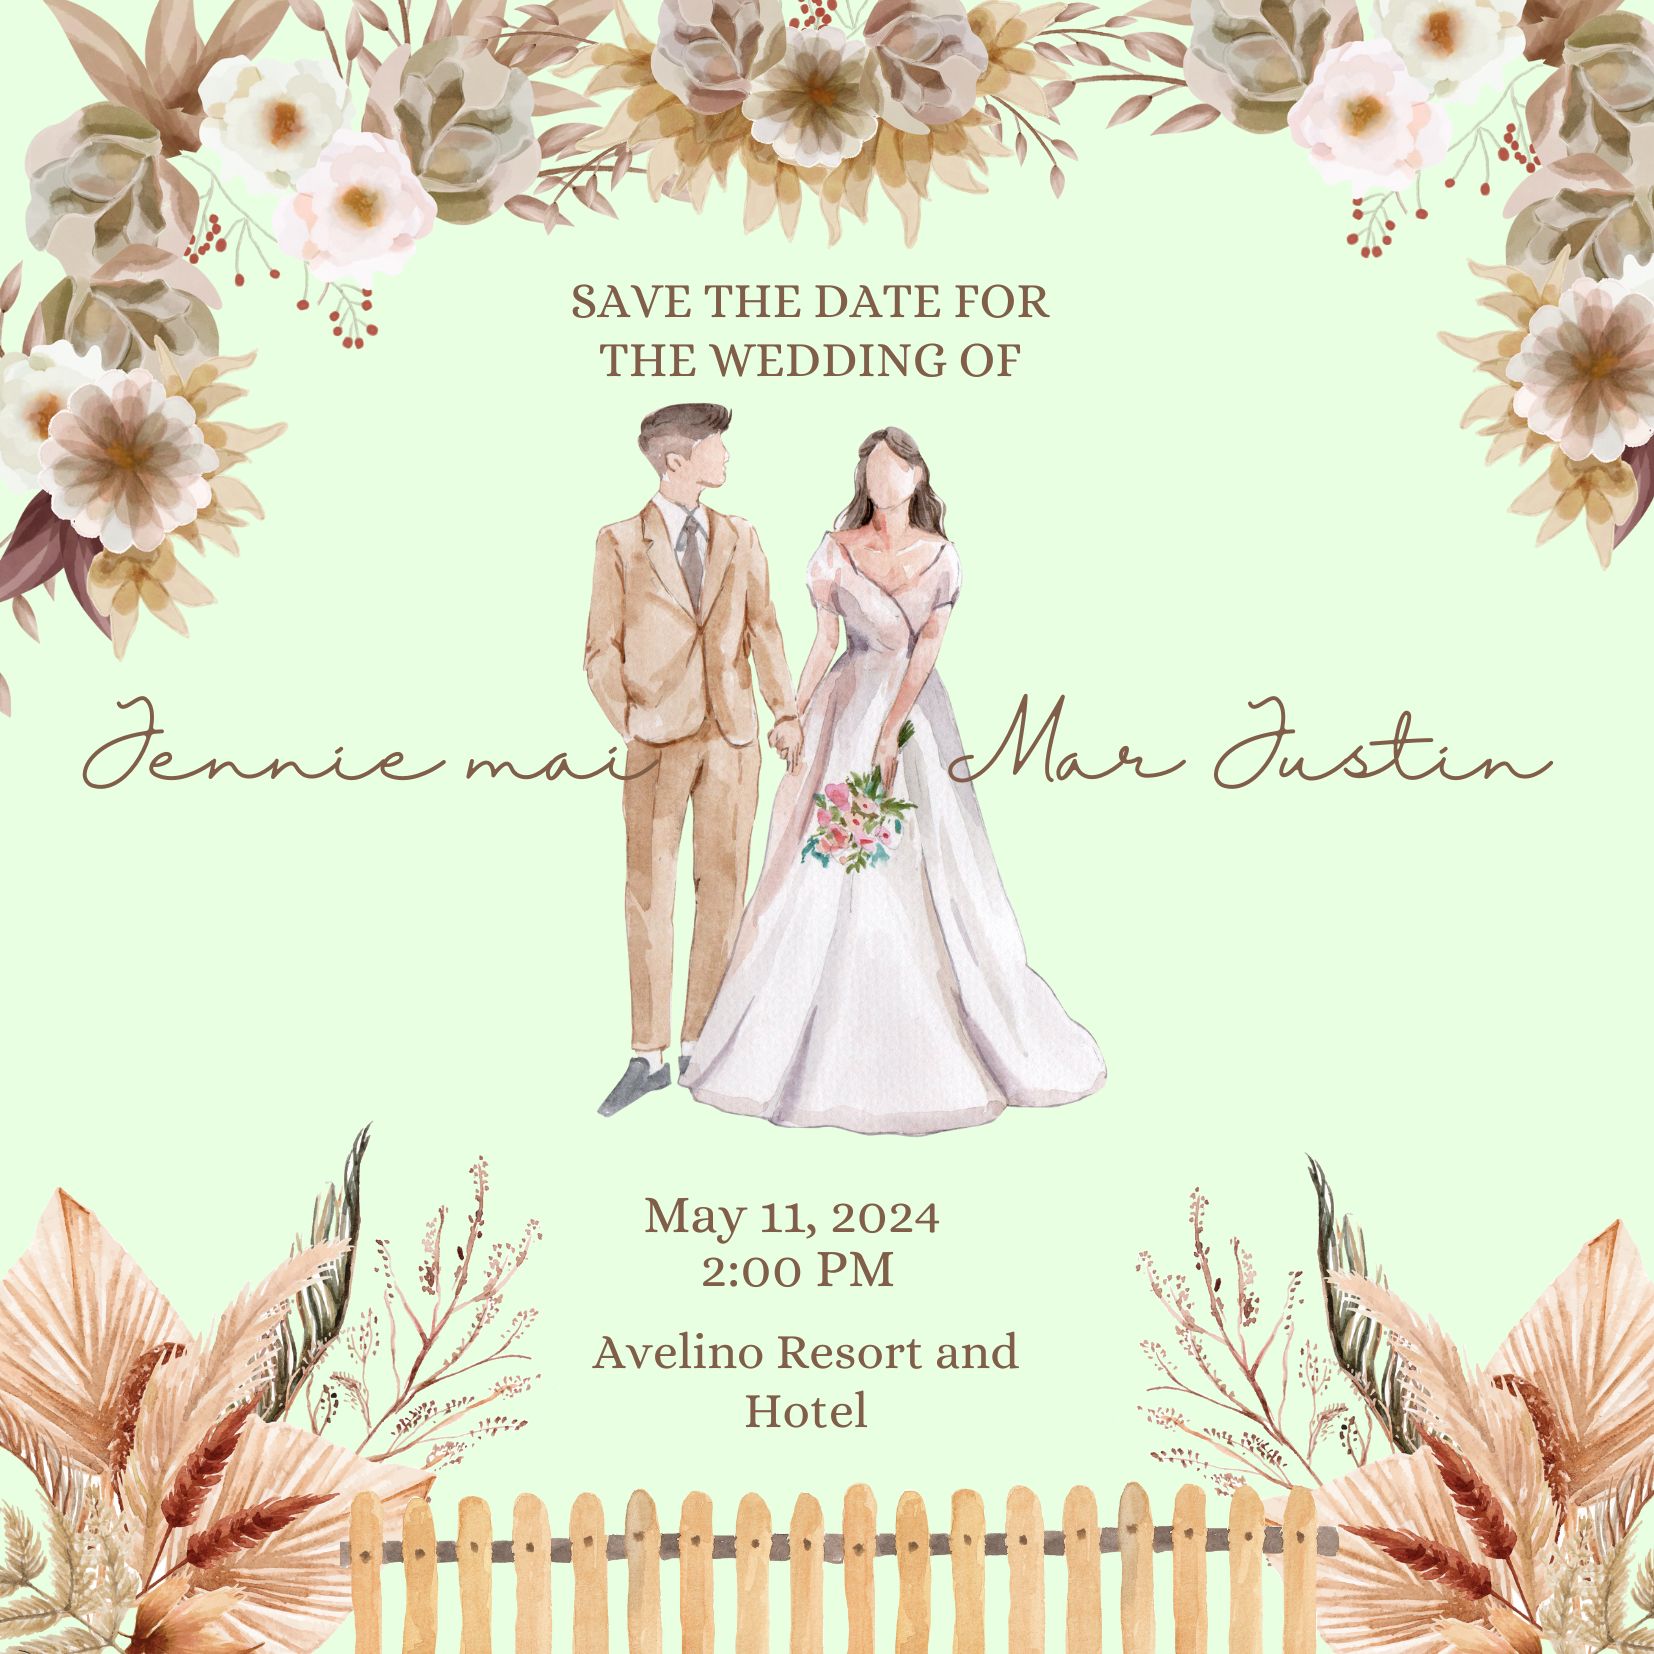 SAVE THE DATE FOR
THE WEDDING OF
Jennie mai
Mar Justin
May 11, 2024
2:00 PM
Avelino Resort and
Hotel